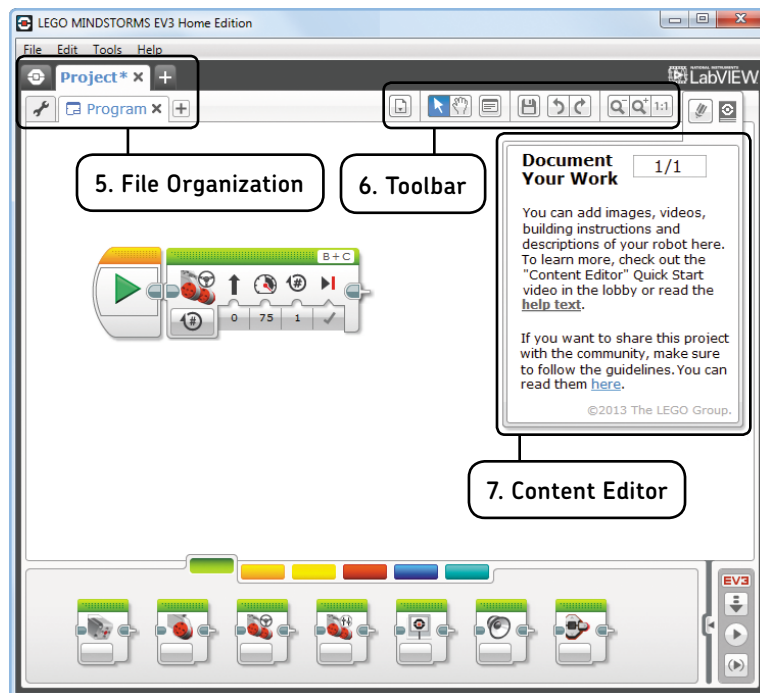 LEGO MINDSTORMS EV3 Home Edition
File Edit Tools Help
Project*
NATIONAL INSTRUMENTS
LabVIEW
Program
1:1
5. File Organization
6. Toolbar
Document
Your Work
1/1
You can add images, videos,
building instructions and
descriptions of your robot here.
To learn more, check out the
"Content Editor" Quick Start
video in the lobby or read the
help text.
If you want to share this project
with the community, make sure
to follow the guidelines. You can
read them here.
©2013 The LEGO Group.
B+C
#
# 0 75 1
7. Content Editor
EV3